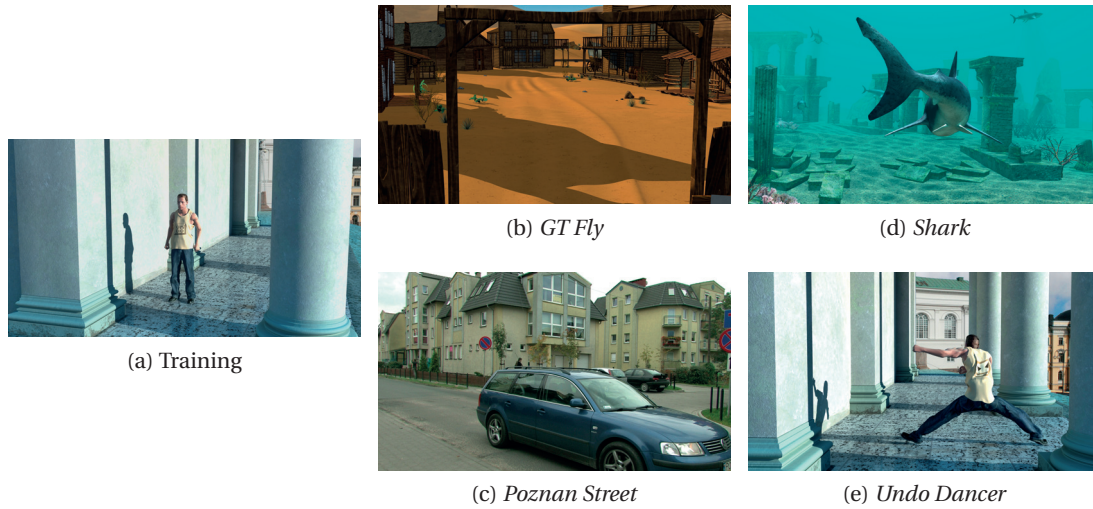 (a) Training
(b) GT Fly
(c) Poznan Street
(d) Shark
(e) Undo Dancer